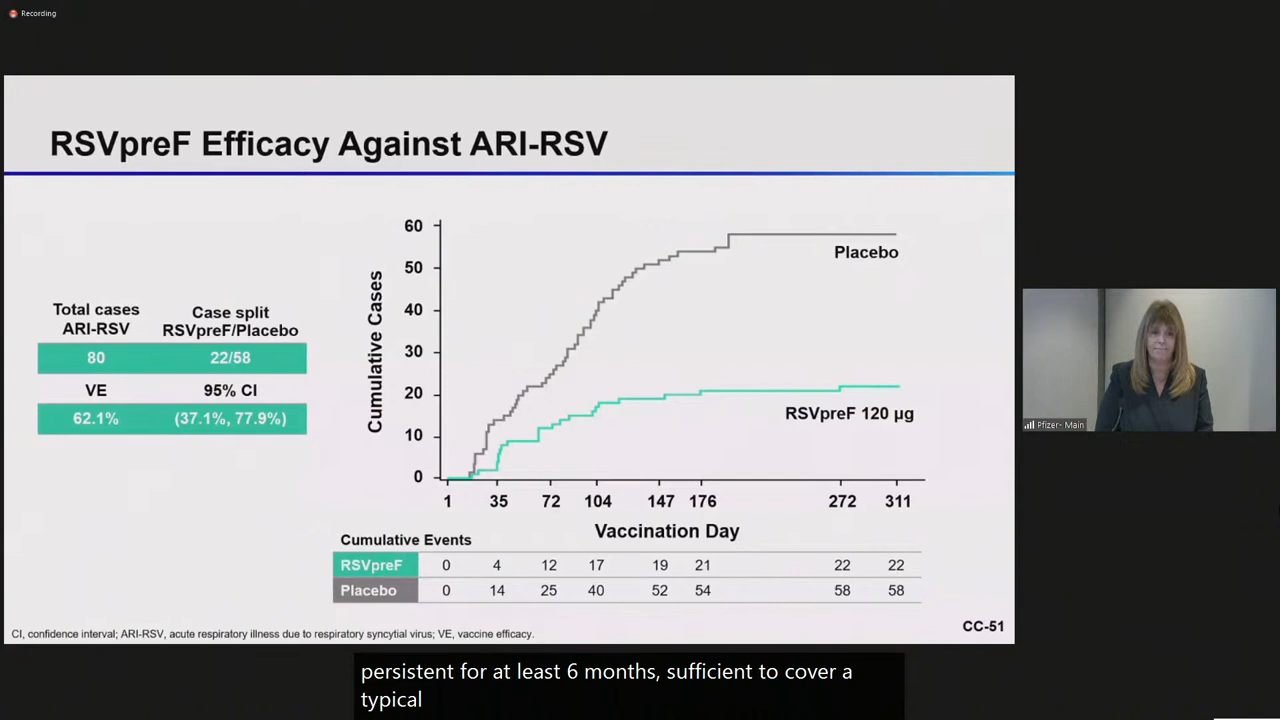 Recording
RSVpreF Efficacy Against ARI-RSV
Total cases
ARI-RSV
Case split
RSVpreF/Placebo
80 22/58
VE 95% CI
62.1% (37.1%, 77.9%)
Cumulative Cases
60
50
40
30
20
10
0
Placebo
RSVpreF 120 µg
1 35 72 104 147 176 272 311
Vaccination Day
Cumulative Events
RSVpreF 0 4 12 17 19 21 22 22
Placebo 0 14 25 40 52 54 58 58
CI, confidence interval; ARI-RSV, acute respiratory illness due to respiratory syncytial virus; VE, vaccine efficacy.
CC-51
Pfizer- Main
persistent for at least 6 months, sufficient to cover a
typical